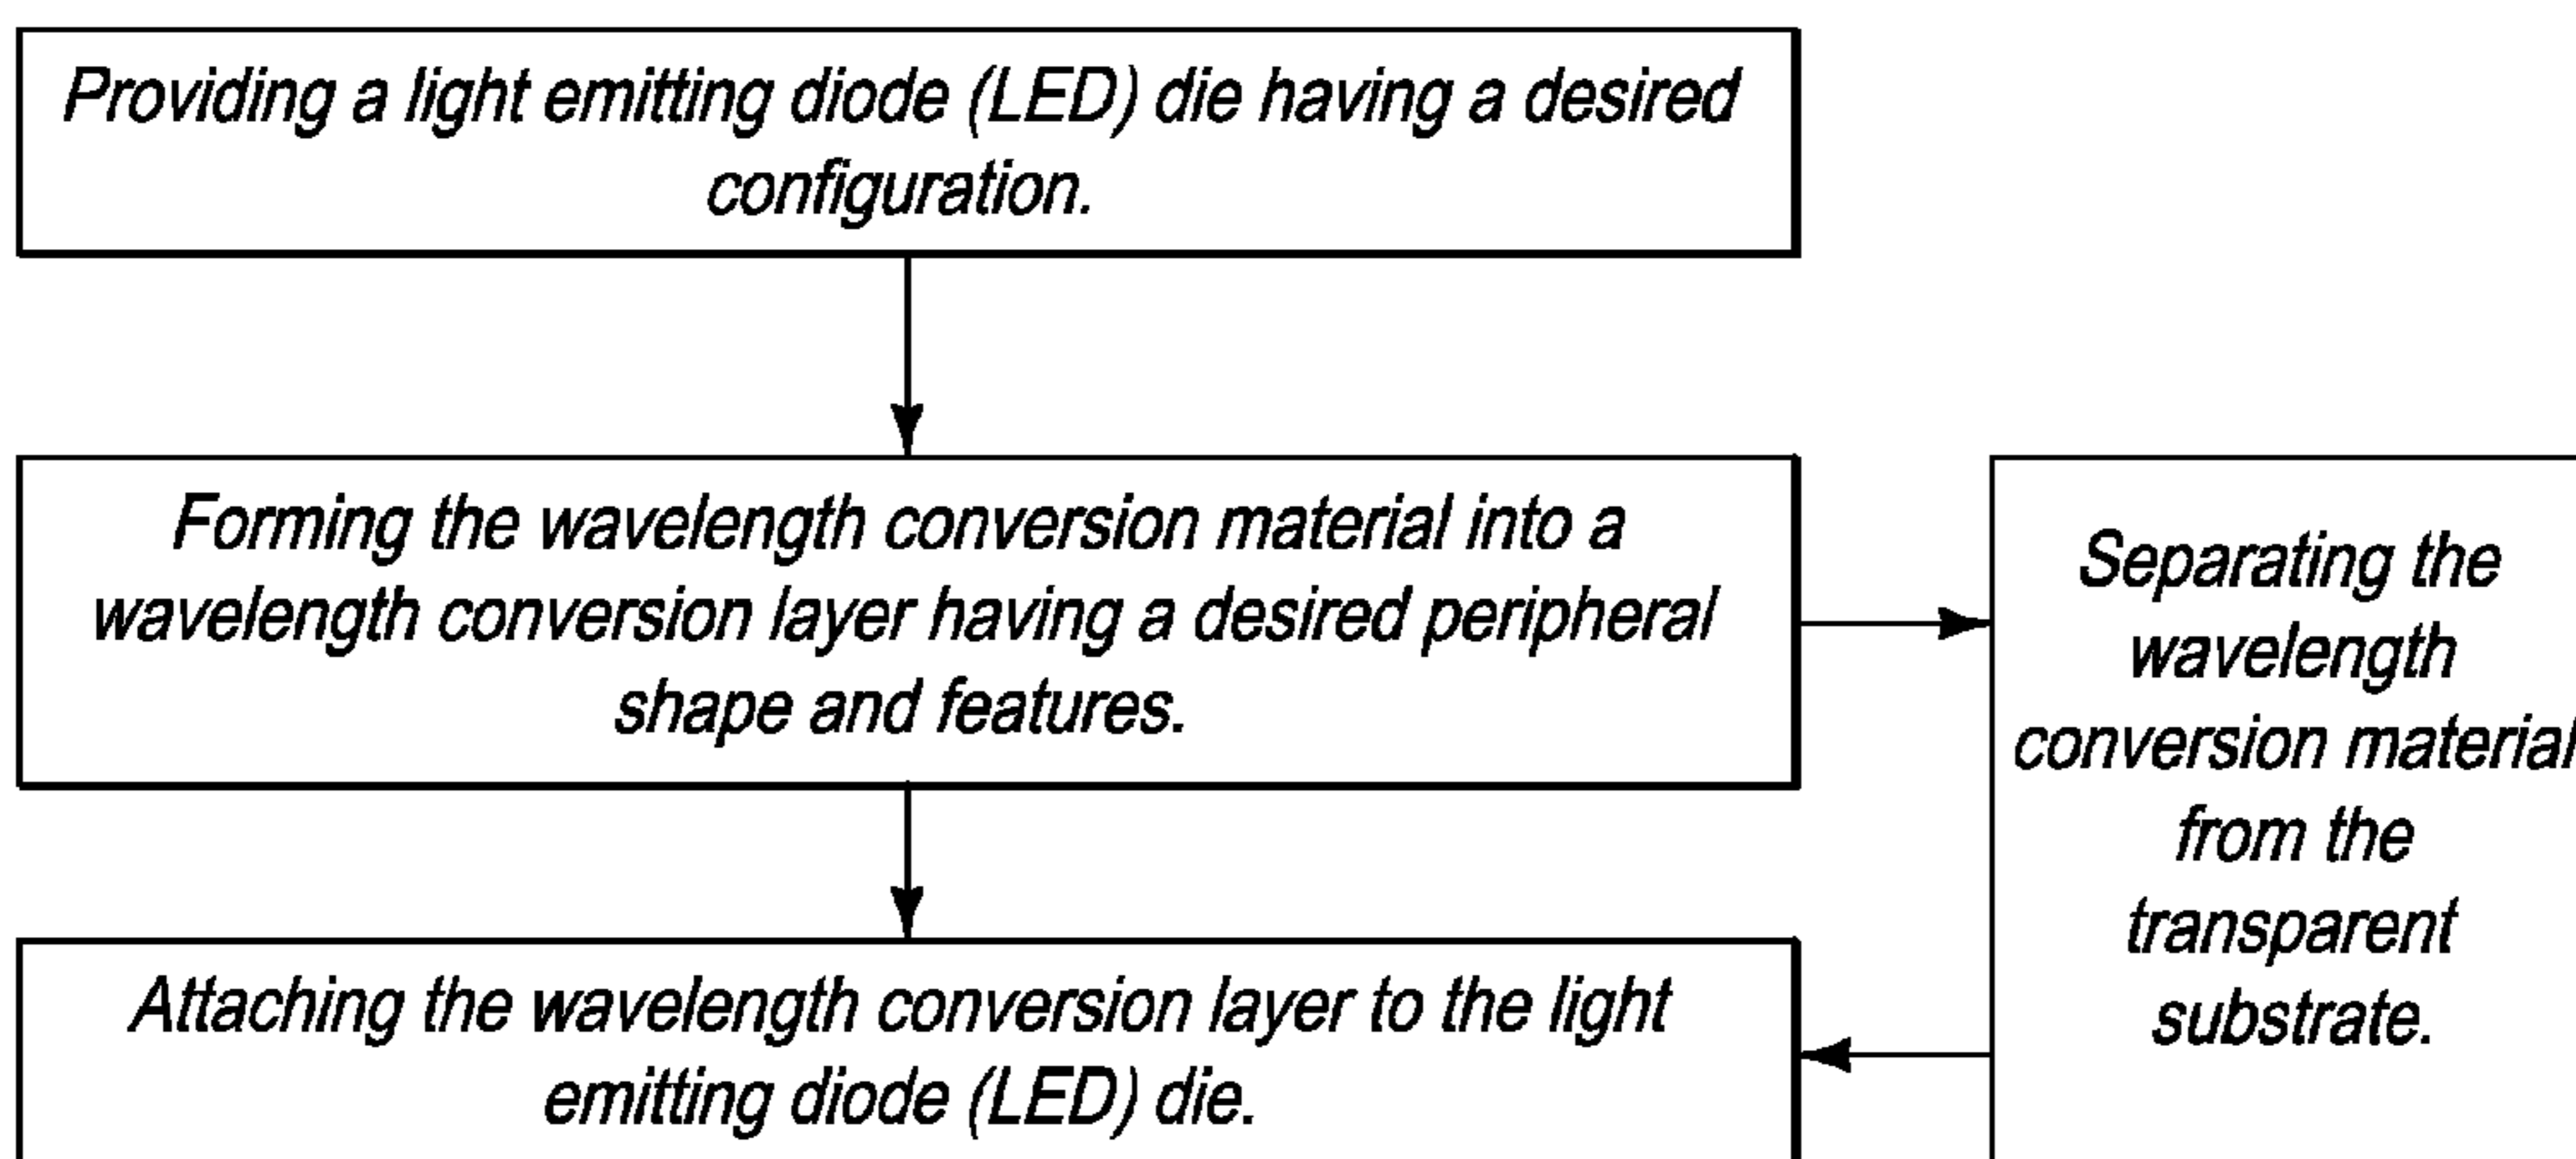 Providing a light emitting diode (LED) die having a desired
configuration.
Forming the wavelength conversion material into a
wavelength conversion layer having a desired peripheral
shape and features.
Separating the
wavelength
conversion material
from the
transparent
substrate.
Attaching the wavelength conversion layer to the light
emitting diode (LED) die.